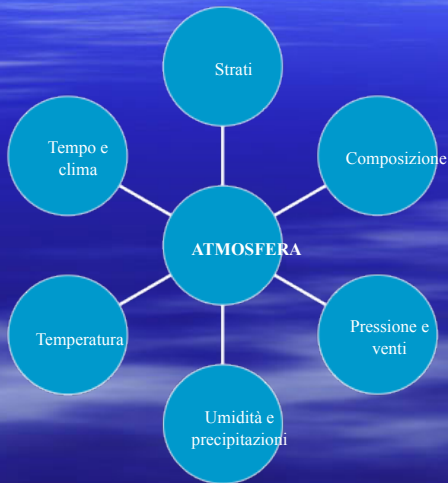 Strati
Tempo e
clima
Composizione
ATMOSFERA
Temperatura
Pressione e
venti
Umidità e
precipitazioni